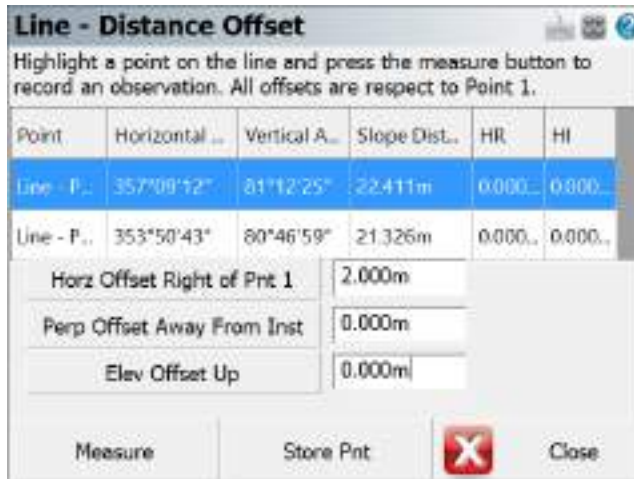 Line - Distance Offset
Highlight a point on the line and press the measure button to
record an observation. All offsets are respect to Point 1.
Point Horizontal ... Vertical A... Slope Dist... HR HI
Line - P... 357°09'12" 81°12'25" 22.411m 0.000... 0.000...
Line - P... 353°50'43" 80°46'59" 21.326m 0.000... 0.000...
Horz Offset Right of Pnt 1 2.000m
Perp Offset Away From Inst 0.000m
Elev Offset Up 0.000m
Measure Store Pnt Close